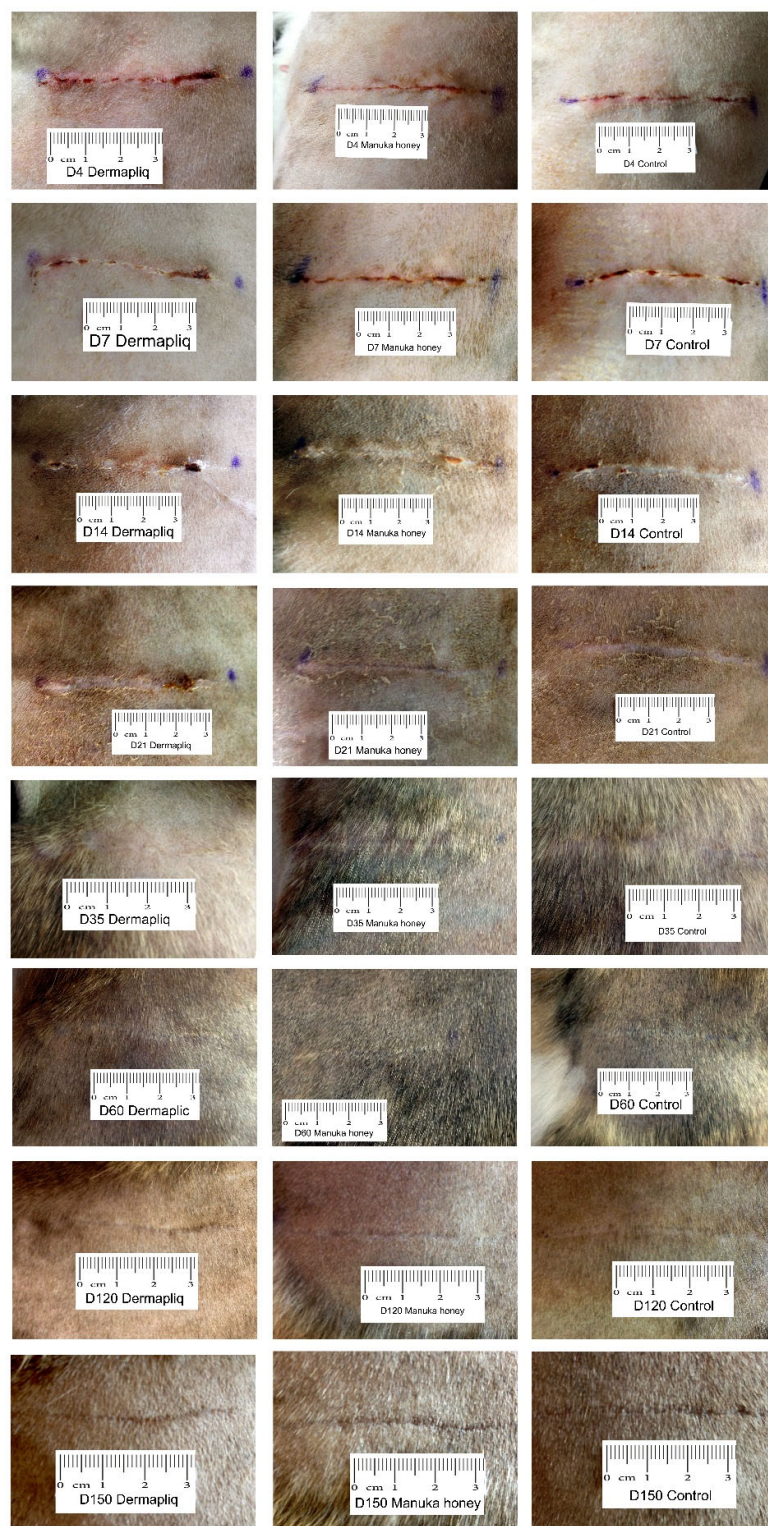 0 cm 1 2 3
D4 Dermapliq
0 cm 1 2 3
D4 Manuka honey
0 cm 1 2 3
D4 Control
0 cm 1 2 3
D7 Dermapliq
0 cm 1 2 3
D7 Manuka honey
0 cm 1 2 3
D7 Control
0 cm 1 2 3
D14 Dermapliq
0 cm 1 2 3
D14 Manuka honey
0 cm 1 2 3
D14 Control
0 cm 1 2 3
D21 Dermapliq
0 cm 1 2 3
D21 Manuka honey
0 cm 1 2 3
D21 Control
0 cm 1 2 3
D35 Dermapliq
0 cm 1 2 3
D35 Manuka honey
0 cm 1 2 3
D35 Control
0 cm 1 2 3
D60 Dermaplic
0 cm 1 2 3
D60 Manuka honey
0 cm 1 2 3
D60 Control
0 cm 1 2 3
D120 Dermapliq
0 cm 1 2 3
D120 Manuka honey
0 cm 1 2 3
D120 Control
0 cm 1 2 3
D150 Dermapliq
0 cm 1 2 3
D150 Manuka honey
0 cm 1 2 3
D150 Control